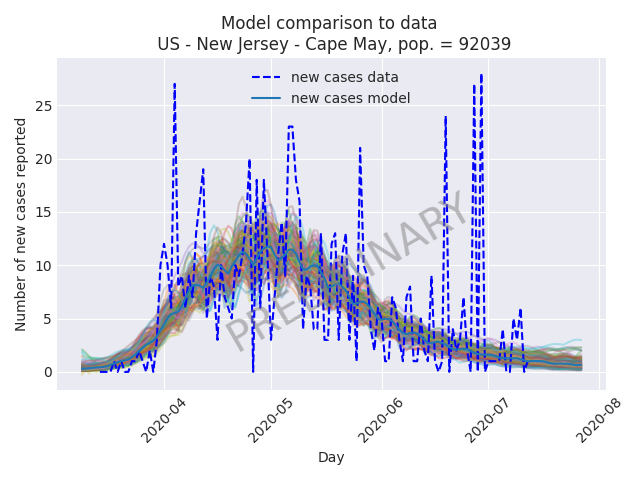 Model comparison to data
US - New Jersey - Cape May, pop. = 92039
new cases data
new cases model
PRELIMINARY
Number of new cases reported
25
20
15
10
5
0
2020-04
2020-05
2020-06
2020-07
2020-08
Day